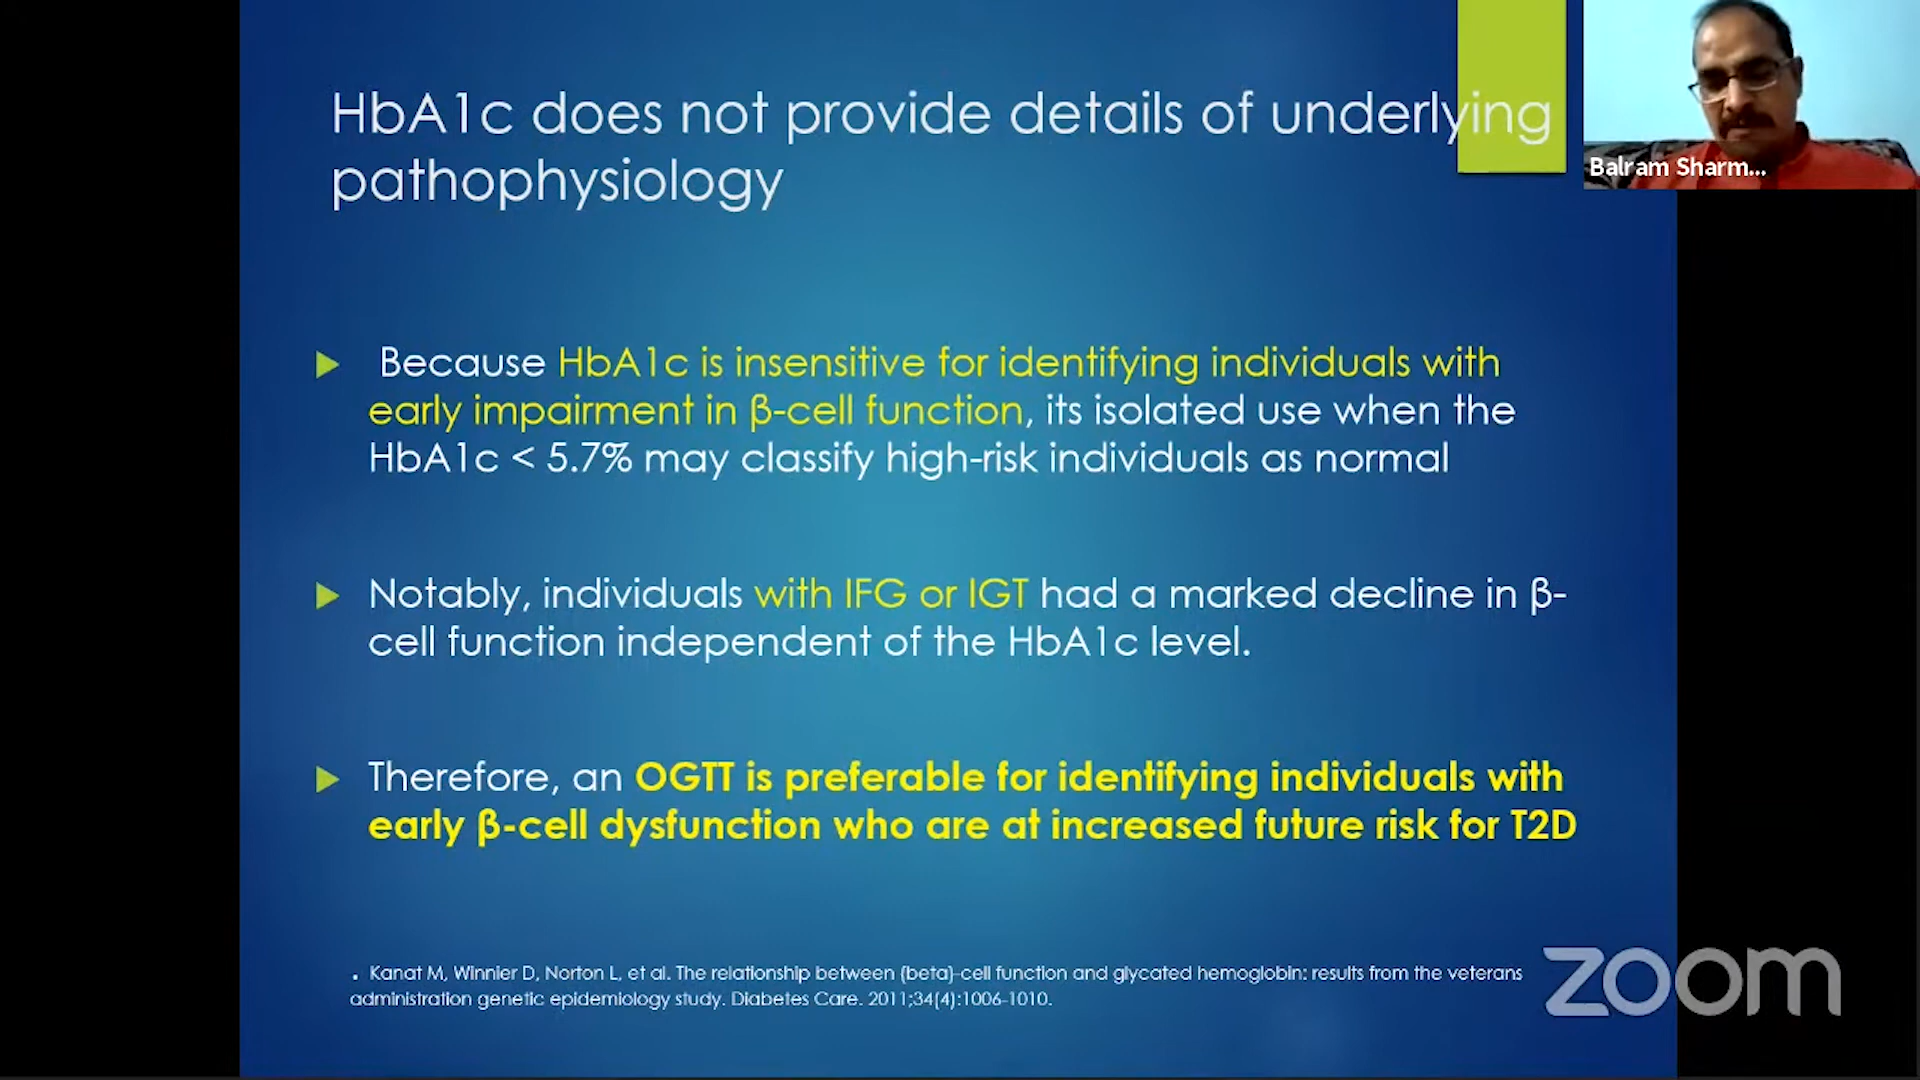 HbA1c does not provide details of underlying
pathophysiology
Balram Sharm...
Because HbA1c is insensitive for identifying individuals with
early impairment in β-cell function, its isolated use when the
HbA1c < 5.7% may classify high-risk individuals as normal
Notably, individuals with IFG or IGT had a marked decline in β-
cell function independent of the HbA1c level.
Therefore, an OGTT is preferable for identifying individuals with
early β-cell dysfunction who are at increased future risk for T2D
. Kanat M, Winnier D, Norton L, et al. The relationship between (beta)-cell function and glycated hemoglobin: results from the veterans
administration genetic epidemiology study. Diabetes Care. 2011;34(4):1006-1010.
zoom